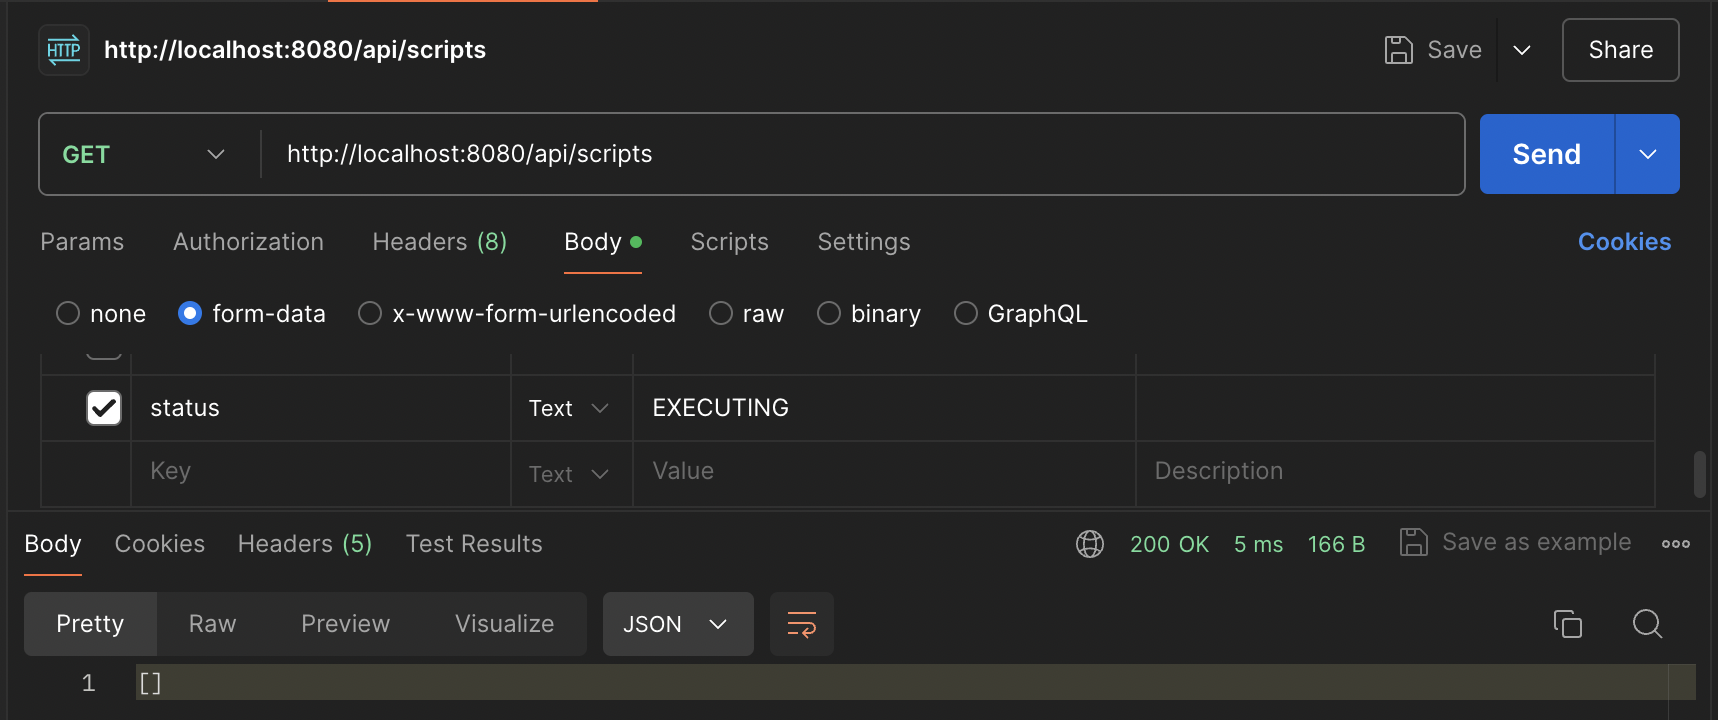 HTTP http://localhost:8080/api/scripts Save Share
GET http://localhost:8080/api/scripts Send
Params Authorization Headers (8) Body Scripts Settings Cookies
none form-data x-www-form-urlencoded raw binary GraphQL
status Text EXECUTING
Key Text Value Description
Body Cookies Headers (5) Test Results 200 OK 5 ms 166 B Save as example
Pretty Raw Preview Visualize JSON
1 []